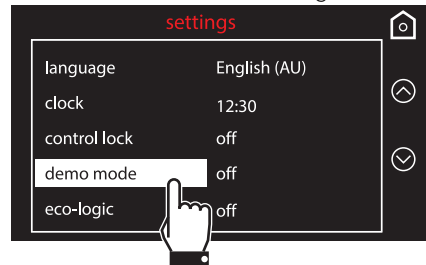 settings
language English (AU)
clock 12:30
control lock off
demo mode off
eco-logic off